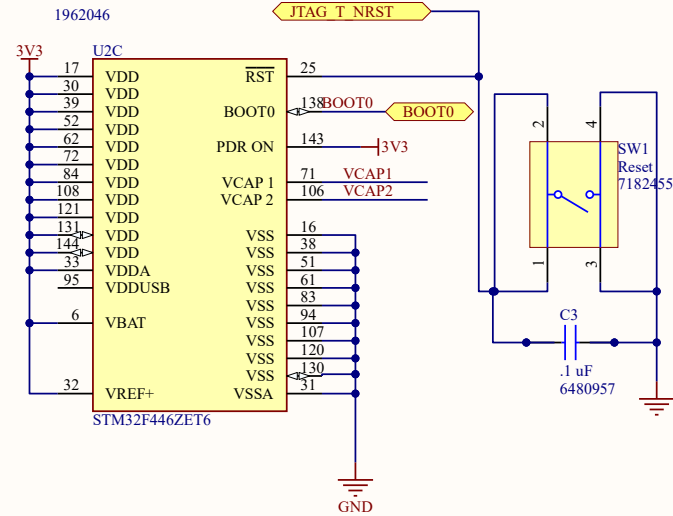 1962046
JTAG_T_NRST
3V3
U2C
17 VDD RST 25
30 VDD
39 VDD BOOT0 138 BOOT0 BOOT0
52 VDD
62 VDD PDR ON 143 3V3
72 VDD
84 VDD VCAP 1 71 VCAP1
108 VDD VCAP 2 106 VCAP2
121 VDD
131 VDD VSS 16
144 VDD VSS 38
33 VDDA VSS 51
95 VDDUSB VSS 61
VSS 83
6 VBAT VSS 94
VSS 107
VSS 120
VSS 130
32 VREF+ VSSA 31
STM32F446ZET6
GND
2 4
SW1
Reset
7182455
1 3
C3
.1 uF
6480957